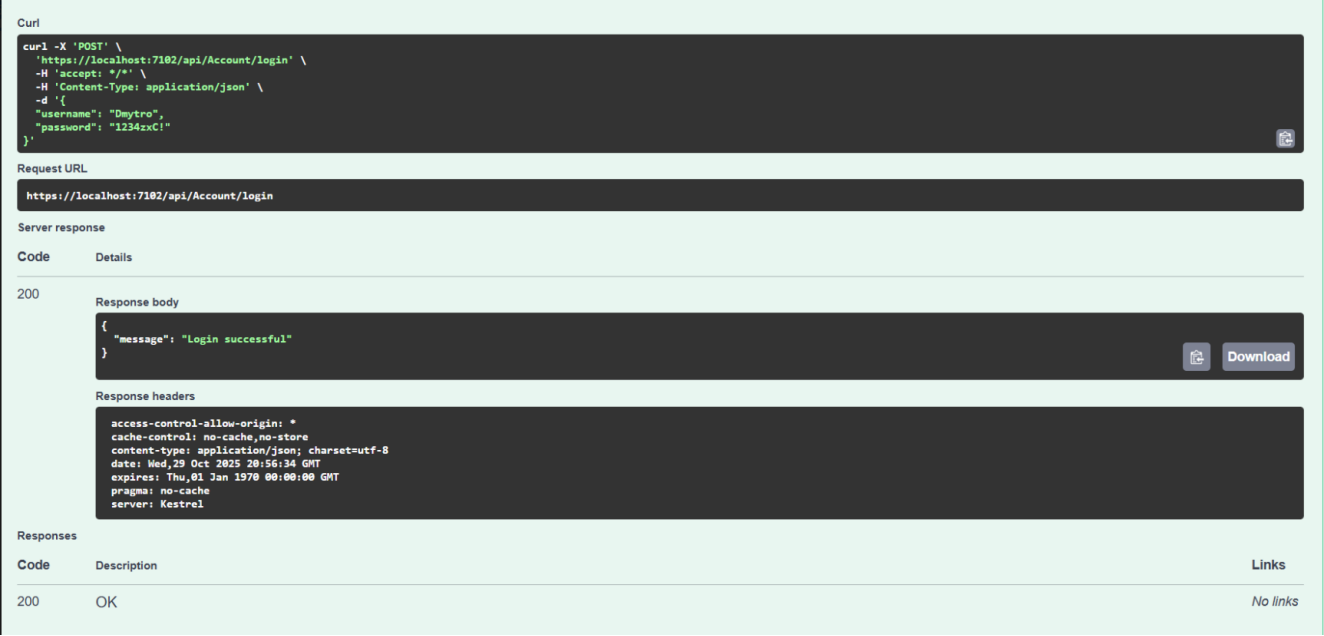 Curl
curl -X 'POST' \
'https://localhost:7102/api/Account/login' \
-H 'accept: */*' \
-H 'Content-Type: application/json' \
-d '{
"username": "Dmytro",
"password": "1234zxC!"
}'
Request URL
https://localhost:7102/api/Account/login
Server response
Code Details
200
Response body
{
"message": "Login successful"
}
Download
Response headers
access-control-allow-origin: *
cache-control: no-cache,no-store
content-type: application/json; charset=utf-8
date: Wed,29 Oct 2025 20:56:34 GMT
expires: Thu,01 Jan 1970 00:00:00 GMT
pragma: no-cache
server: Kestrel
Responses
Code Description Links
200 OK No links